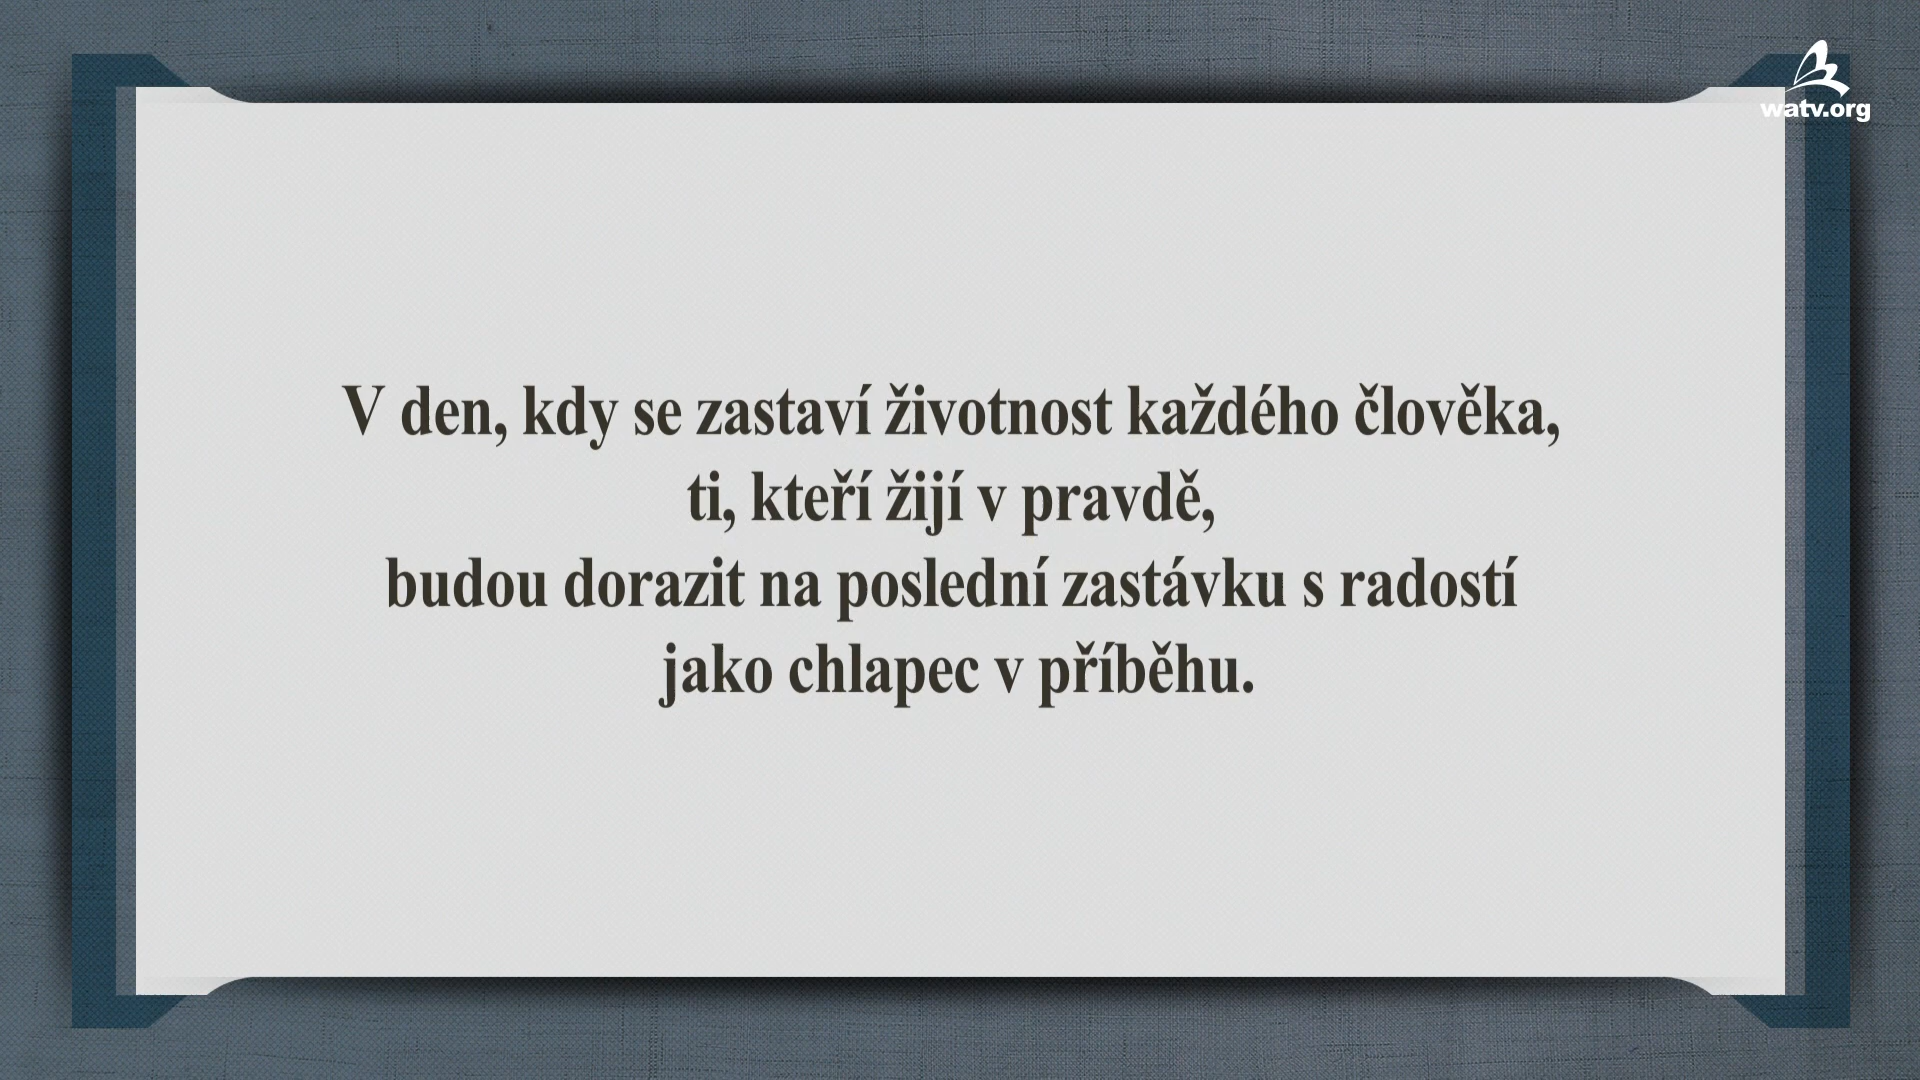 watv.org
V den, kdy se zastaví životnost každého člověka,
ti, kteří žijí v pravdě,
budou dorazit na poslední zastávku s radostí
jako chlapec v příběhu.